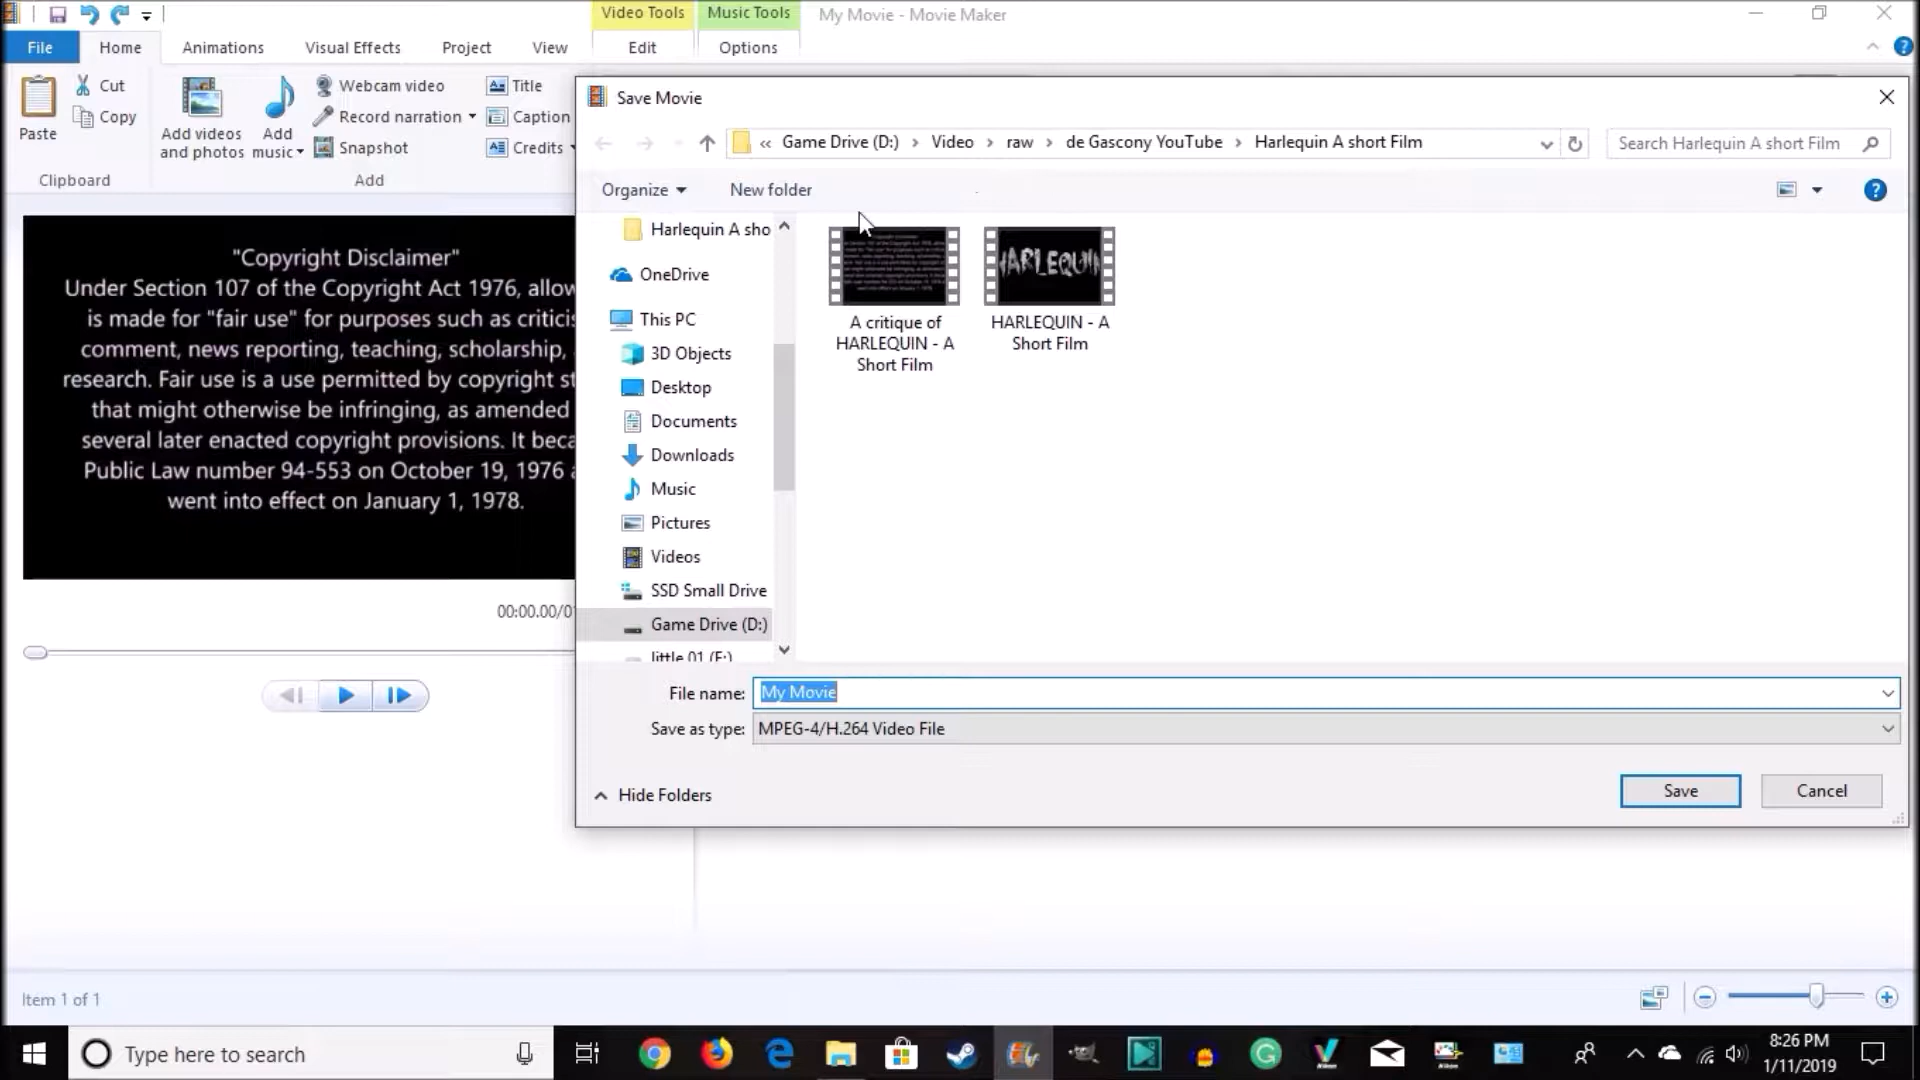 Video Tools
Music Tools
My Movie - Movie Maker
File
Home
Animations
Visual Effects
Project
View
Edit
Options
Paste
Cut
Copy
Clipboard
Add videos
and photos
Add
music
Webcam video
Record narration
Snapshot
Title
Caption
Credits
Add
"Copyright Disclaimer"
Under Section 107 of the Copyright Act 1976, allow
is made for "fair use" for purposes such as criticis
comment, news reporting, teaching, scholarship,
research. Fair use is a use permitted by copyright st
that might otherwise be infringing, as amended
several later enacted copyright provisions. It beca
Public Law number 94-553 on October 19, 1976 a
went into effect on January 1, 1978.
00:00.00/0
Save Movie
« Game Drive (D:) › Video › raw › de Gascony YouTube › Harlequin A short Film
Search Harlequin A short Film
Organize
New folder
Harlequin A sho
OneDrive
This PC
3D Objects
Desktop
Documents
Downloads
Music
Pictures
Videos
SSD Small Drive
Game Drive (D:)
little 01 (E:)
HARLEQUIN
A critique of
HARLEQUIN - A
Short Film
HARLEQUIN - A
Short Film
File name: My Movie
Save as type: MPEG-4/H.264 Video File
Hide Folders
Save
Cancel
Item 1 of 1
Type here to search
8:26 PM
1/11/2019